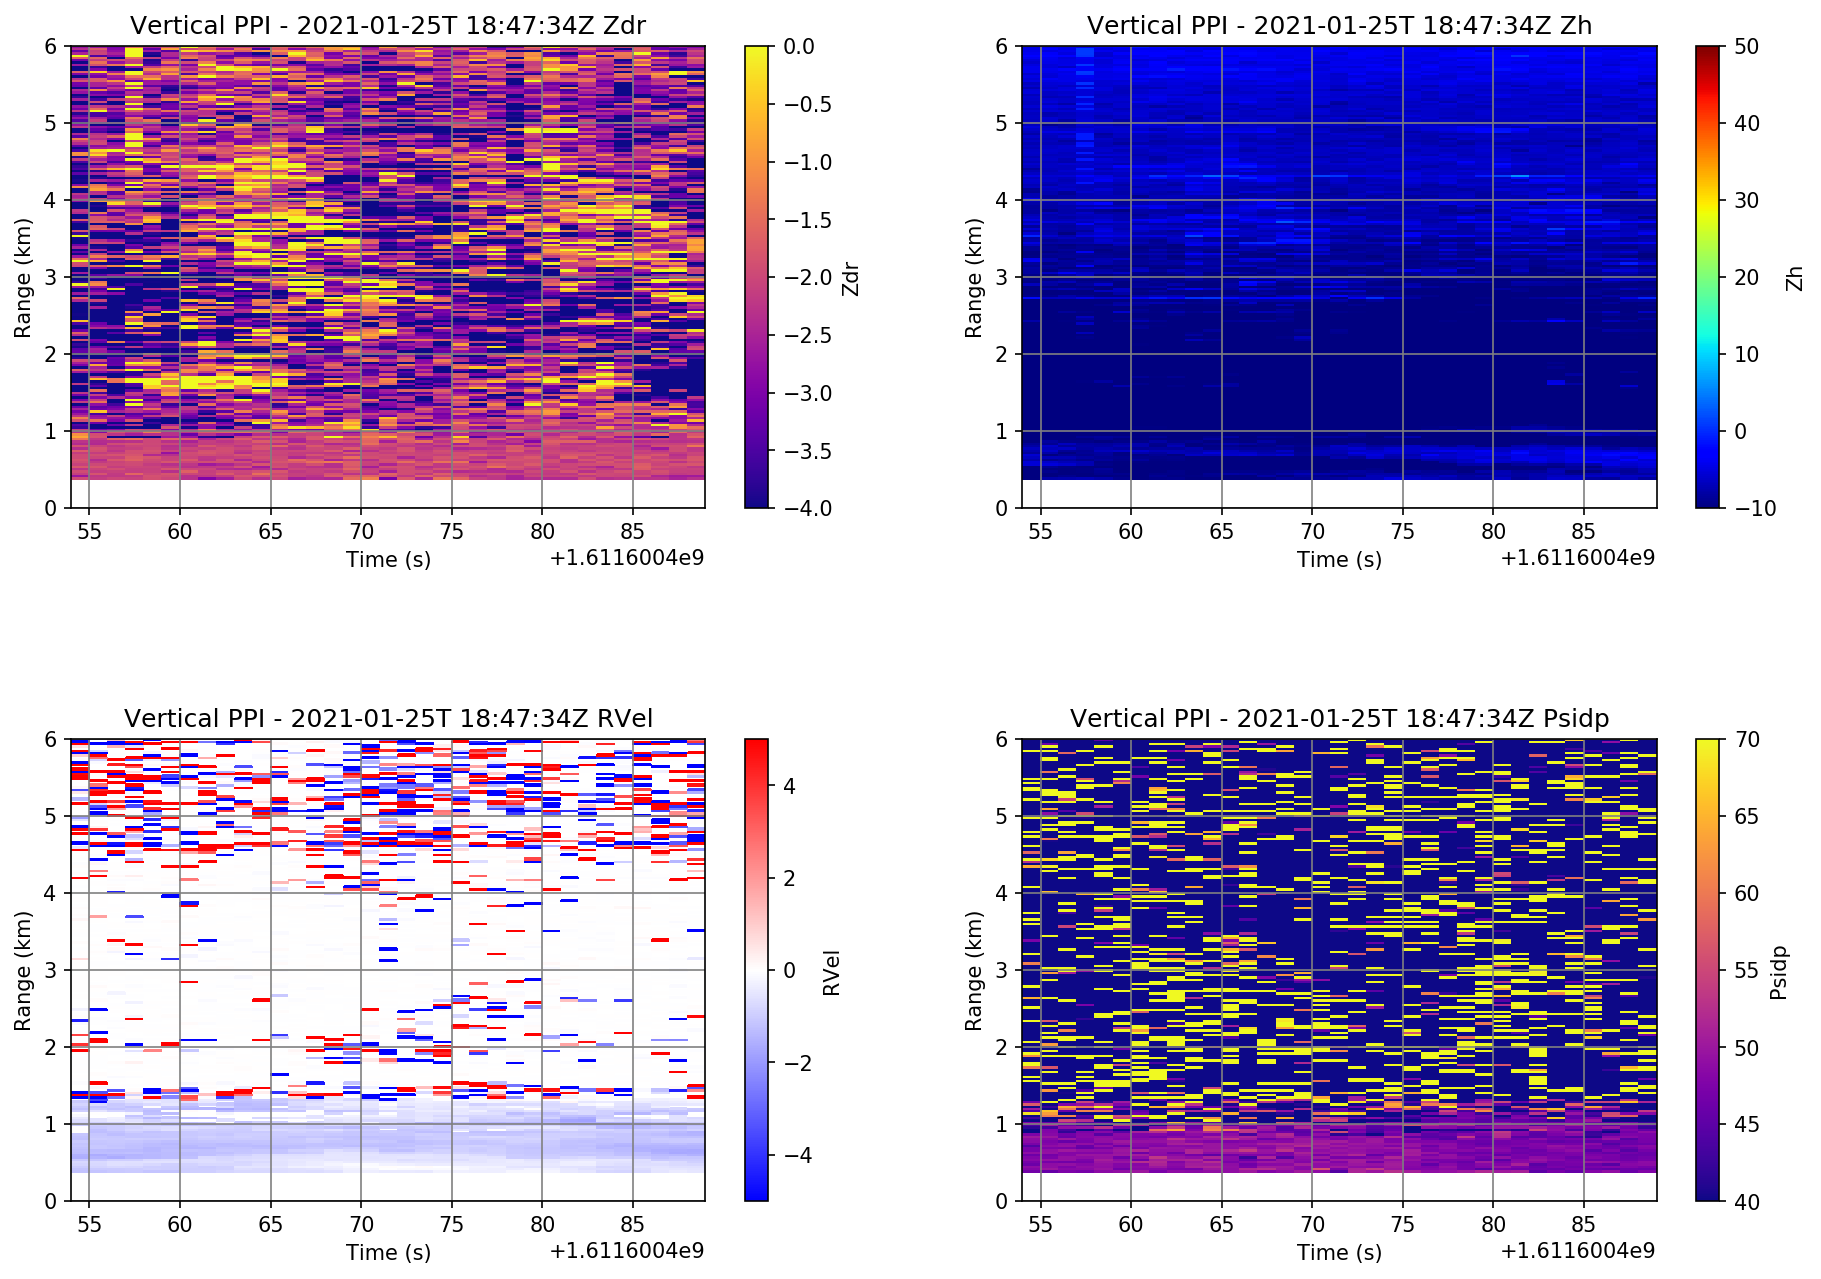 Vertical PPI - 2021-01-25T 18:47:34Z Zdr
6
5
4
3
2
1
0
Range (km)
55 60 65 70 75 80 85
Time (s)
+1.6116004e9
0.0
−0.5
−1.0
−1.5
−2.0
−2.5
−3.0
−3.5
−4.0
Zdr
Vertical PPI - 2021-01-25T 18:47:34Z Zh
6
5
4
3
2
1
0
Range (km)
55 60 65 70 75 80 85
Time (s)
+1.6116004e9
50
40
30
20
10
0
−10
Zh
Vertical PPI - 2021-01-25T 18:47:34Z RVel
6
5
4
3
2
1
0
Range (km)
55 60 65 70 75 80 85
Time (s)
+1.6116004e9
4
2
0
−2
−4
RVel
Vertical PPI - 2021-01-25T 18:47:34Z Psidp
6
5
4
3
2
1
0
Range (km)
55 60 65 70 75 80 85
Time (s)
+1.6116004e9
70
65
60
55
50
45
40
Psidp